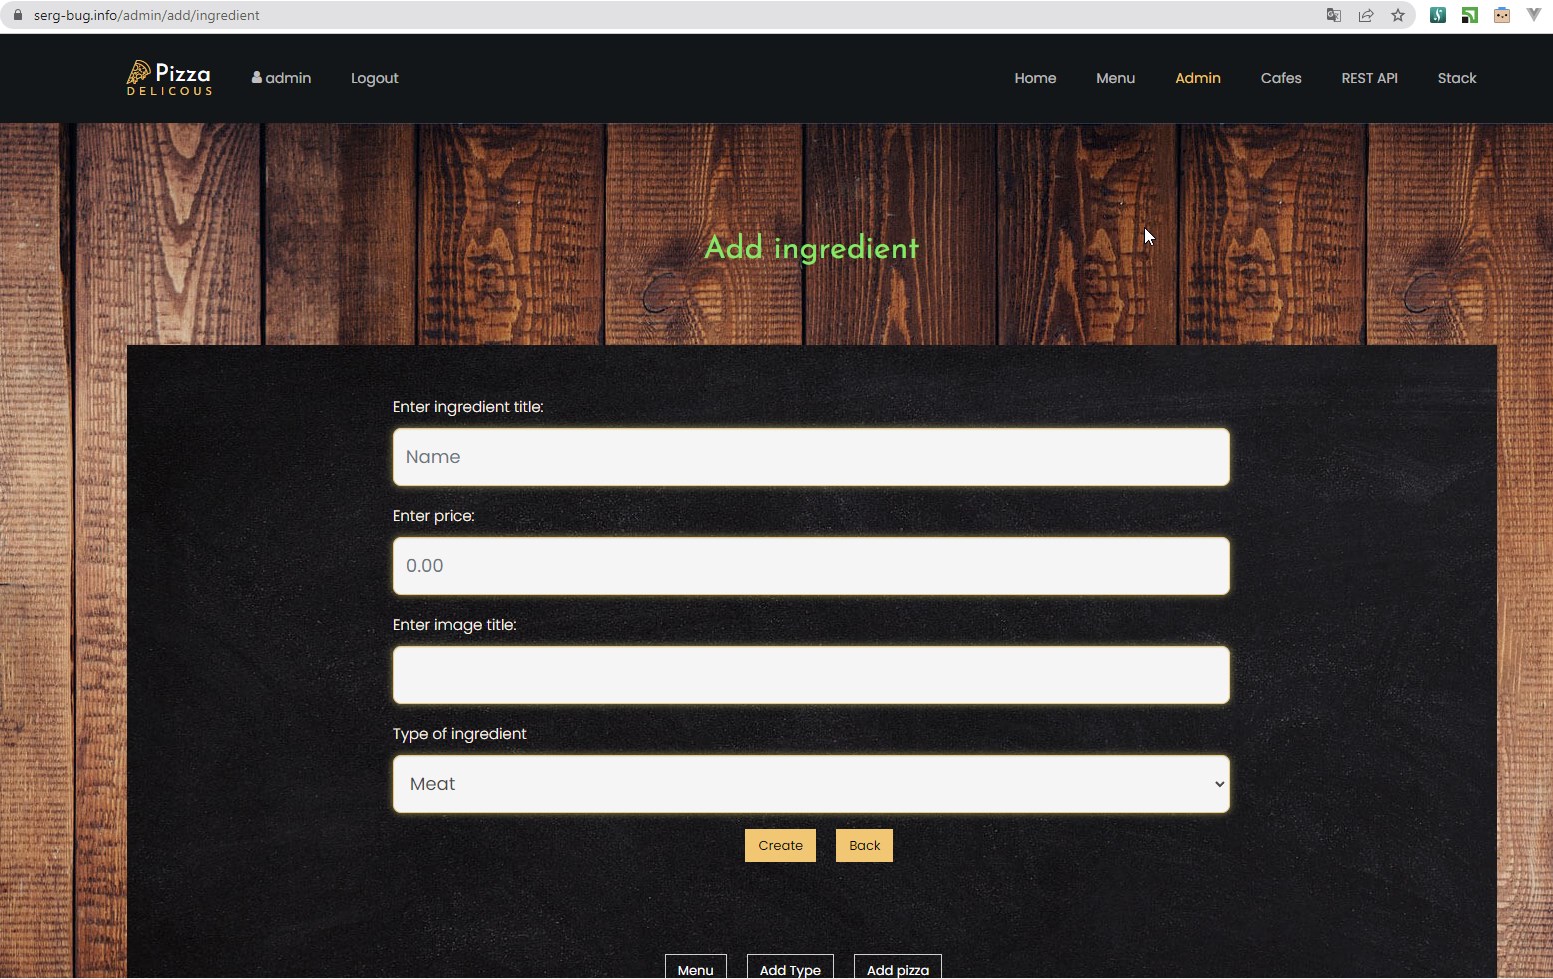 serg-bug.info/admin/add/ingredient
Pizza
DELICOUS
admin
Logout
Home
Menu
Admin
Cafes
REST API
Stack
Add ingredient
Enter ingredient title:
Name
Enter price:
0.00
Enter image title:
Type of ingredient
Meat
Create
Back
Menu
Add Type
Add pizza